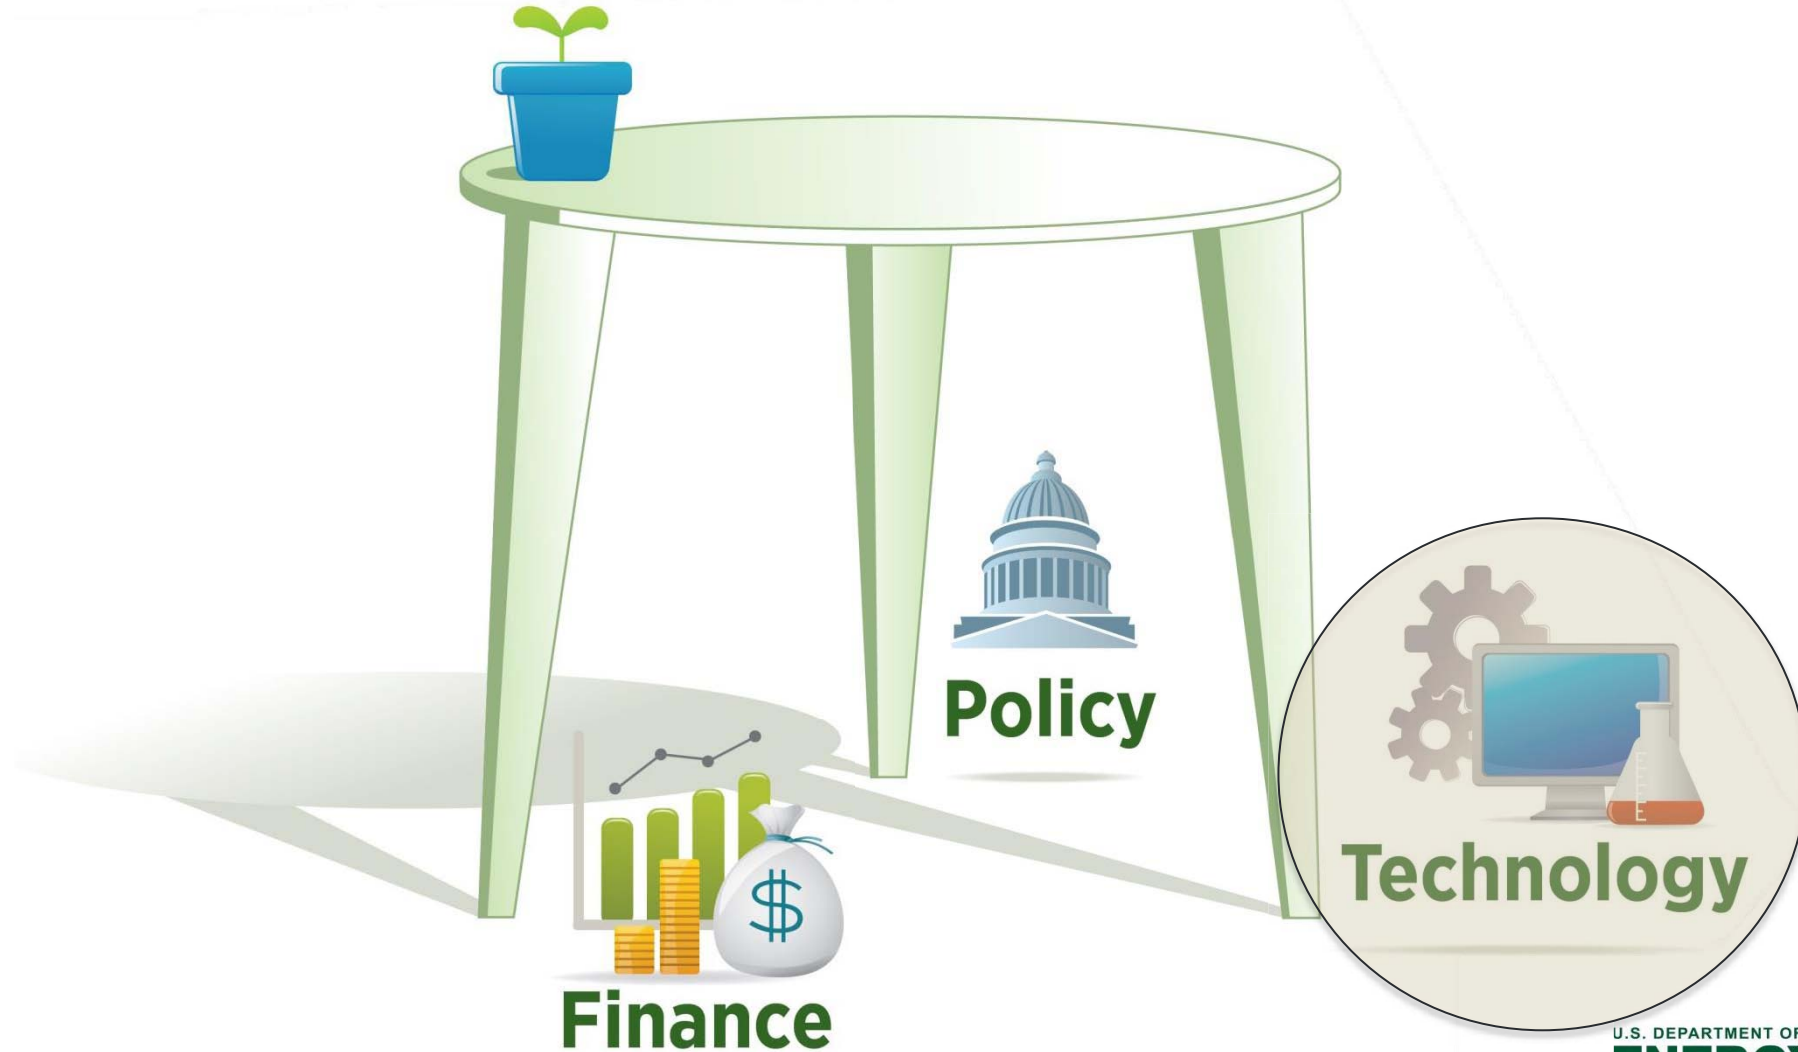 Policy
Technology
Finance
$
U.S. DEPARTMENT OF